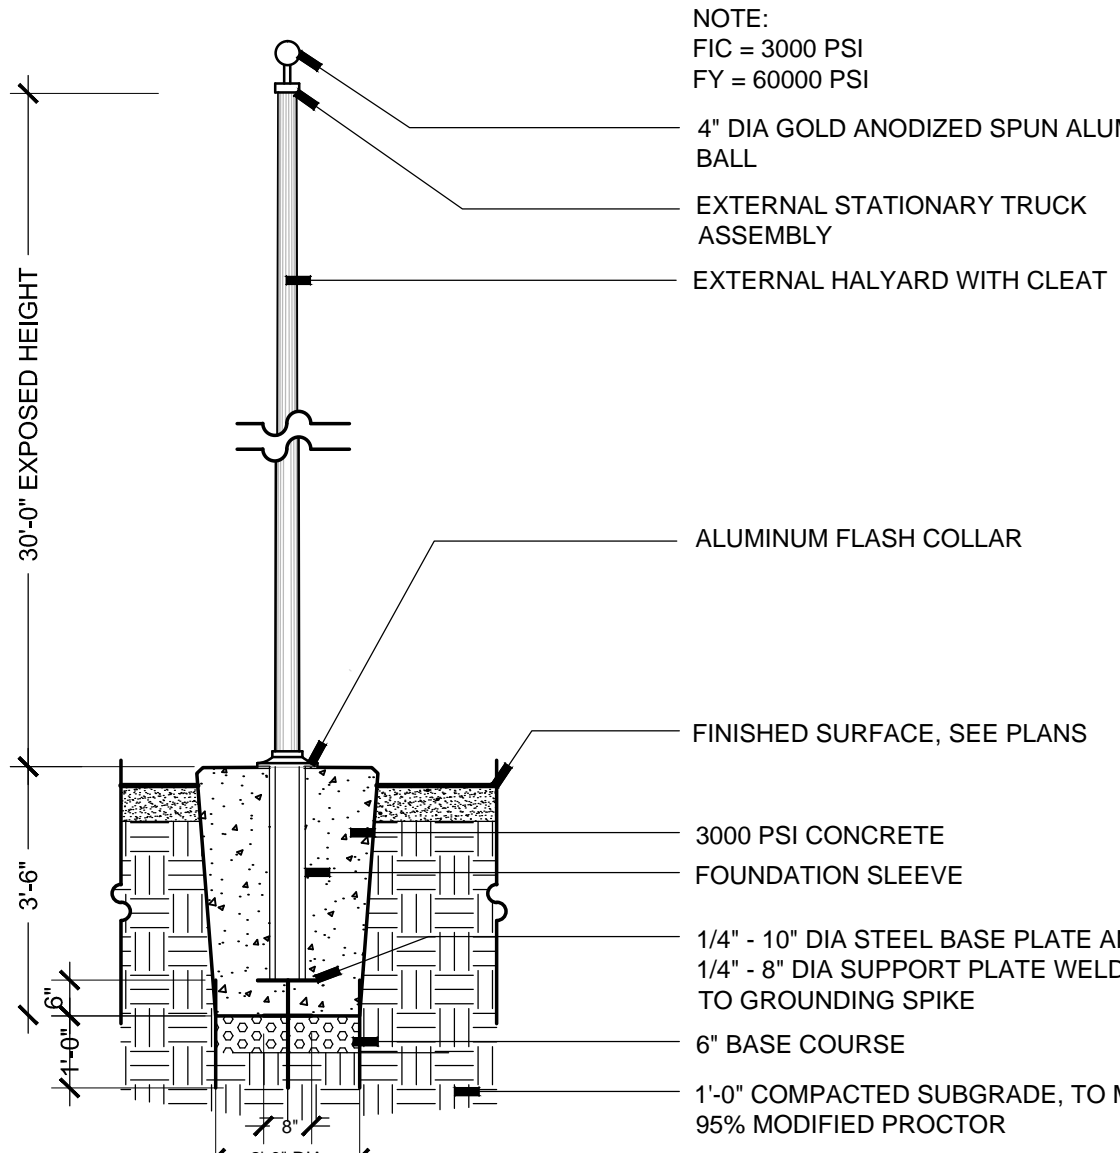 NOTE:
FIC = 3000 PSI
FY = 60000 PSI
4" DIA GOLD ANODIZED SPUN
BALL
EXTERNAL STATIONARY TRUCK
ASSEMBLY
EXTERNAL HALYARD WITH CLEAT
30'-0" EXPOSED HEIGHT
ALUMINUM FLASH COLLAR
FINISHED SURFACE, SEE PLANS
3000 PSI CONCRETE
FOUNDATION SLEEVE
3'-6"
1/4" - 10" DIA STEEL BASE PLATE
1/4" - 8" DIA SUPPORT PLATE
TO GROUNDING SPIKE
6"
1'-0"
6" BASE COURSE
1'-0" COMPACTED SUBGRADE, TO
95% MODIFIED PROCTOR
8"